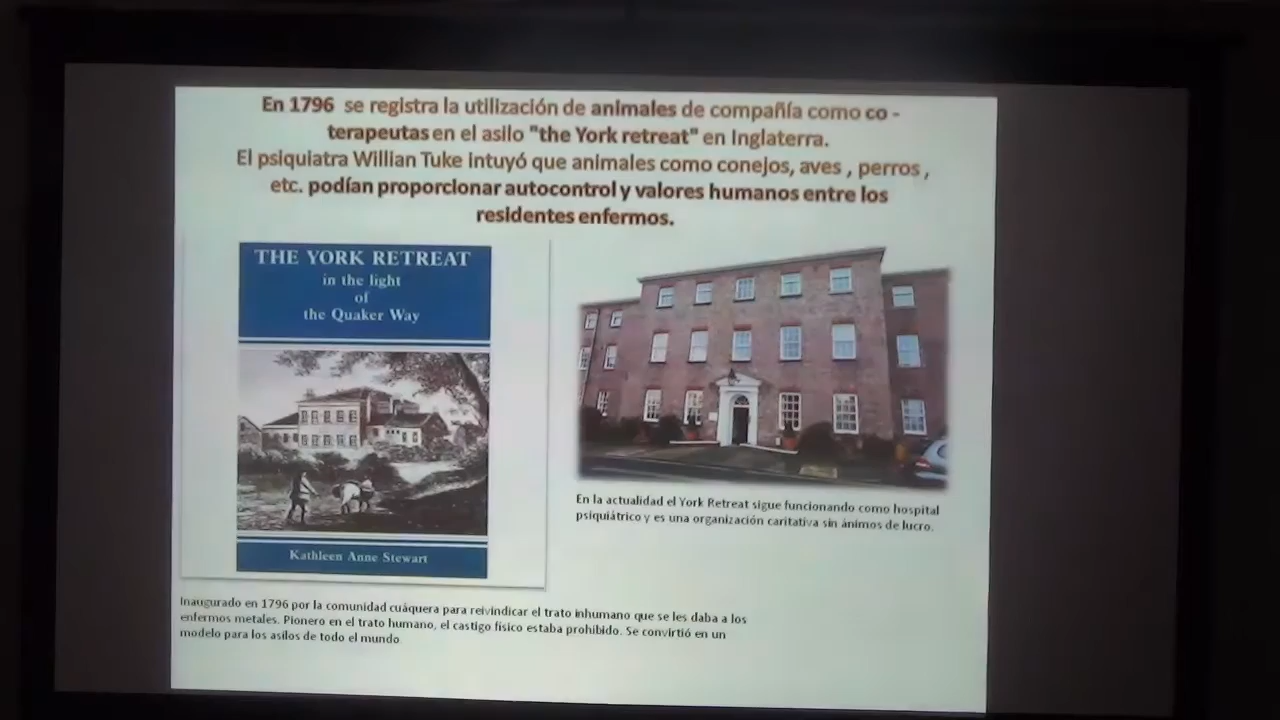 En 1796 se registra la utilización de animales de compañía como co -
terapeutas en el asilo "the York retreat" en Inglaterra.
El psiquiatra Willian Tuke intuyó que animales como conejos, aves , perros ,
etc. podían proporcionar autocontrol y valores humanos entre los
residentes enfermos.
THE YORK RETREAT
in the light
of
the Quaker Way
Kathleen Anne Stewart
En la actualidad el York Retreat sigue funcionando como hospital
psiquiátrico y es una organización caritativa sin ánimos de lucro.
Inaugurado en 1796 por la comunidad cuáquera para reivindicar el trato inhumano que se les daba a los
enfermos metales. Pionero en el trato humano, el castigo físico estaba prohibido. Se convirtió en un
modelo para los asilos de todo el mundo